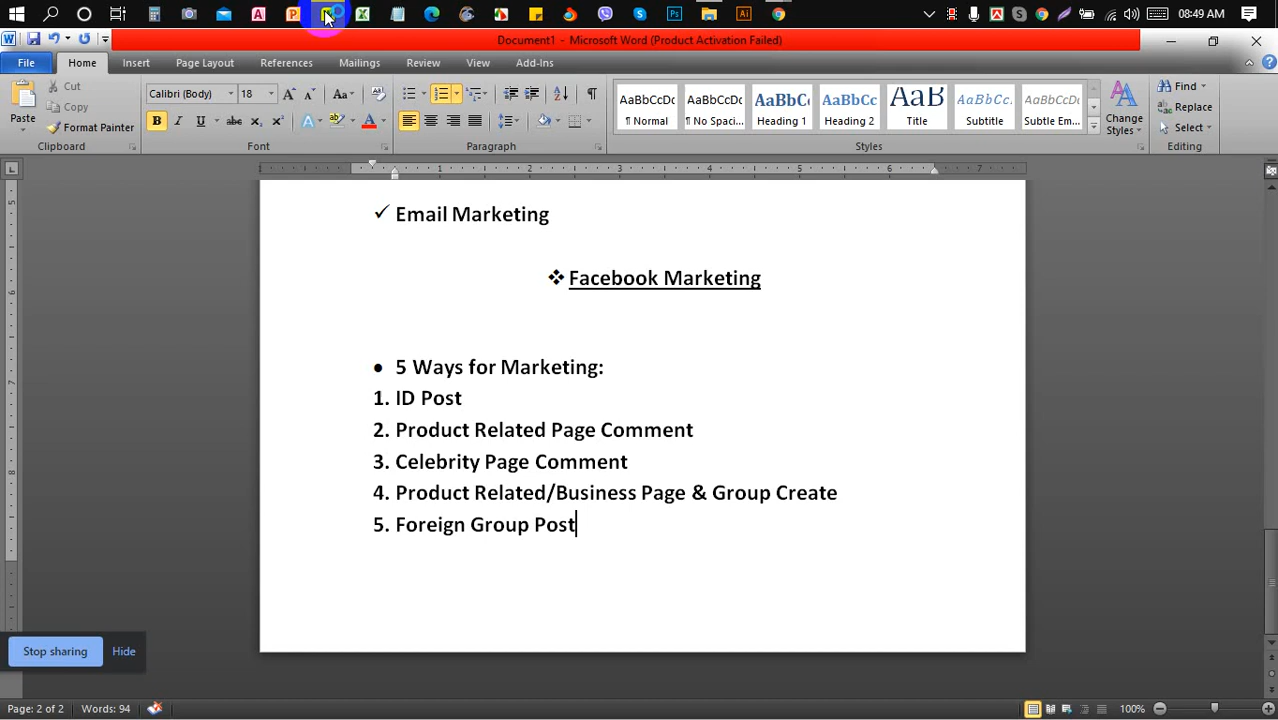 08:49 AM
Document1 - Microsoft Word (Product Activation Failed)
File Home Insert Page Layout References Mailings Review View Add-Ins
Paste
Cut
Copy
Format Painter
Clipboard
Calibri (Body) 18
Font
Paragraph
AaBbCcDc AaBbCcDc AaBbCc AaBbCc AaB AaBbCc. AaBbCcDc
¶ Normal ¶ No Spaci... Heading 1 Heading 2 Title Subtitle Subtle Em...
Styles
Change Styles
Find
Replace
Select
Editing
✓ Email Marketing
❖ Facebook Marketing
• 5 Ways for Marketing:
1. ID Post
2. Product Related Page Comment
3. Celebrity Page Comment
4. Product Related/Business Page & Group Create
5. Foreign Group Post
Stop sharing Hide
Page: 2 of 2 Words: 94 100%